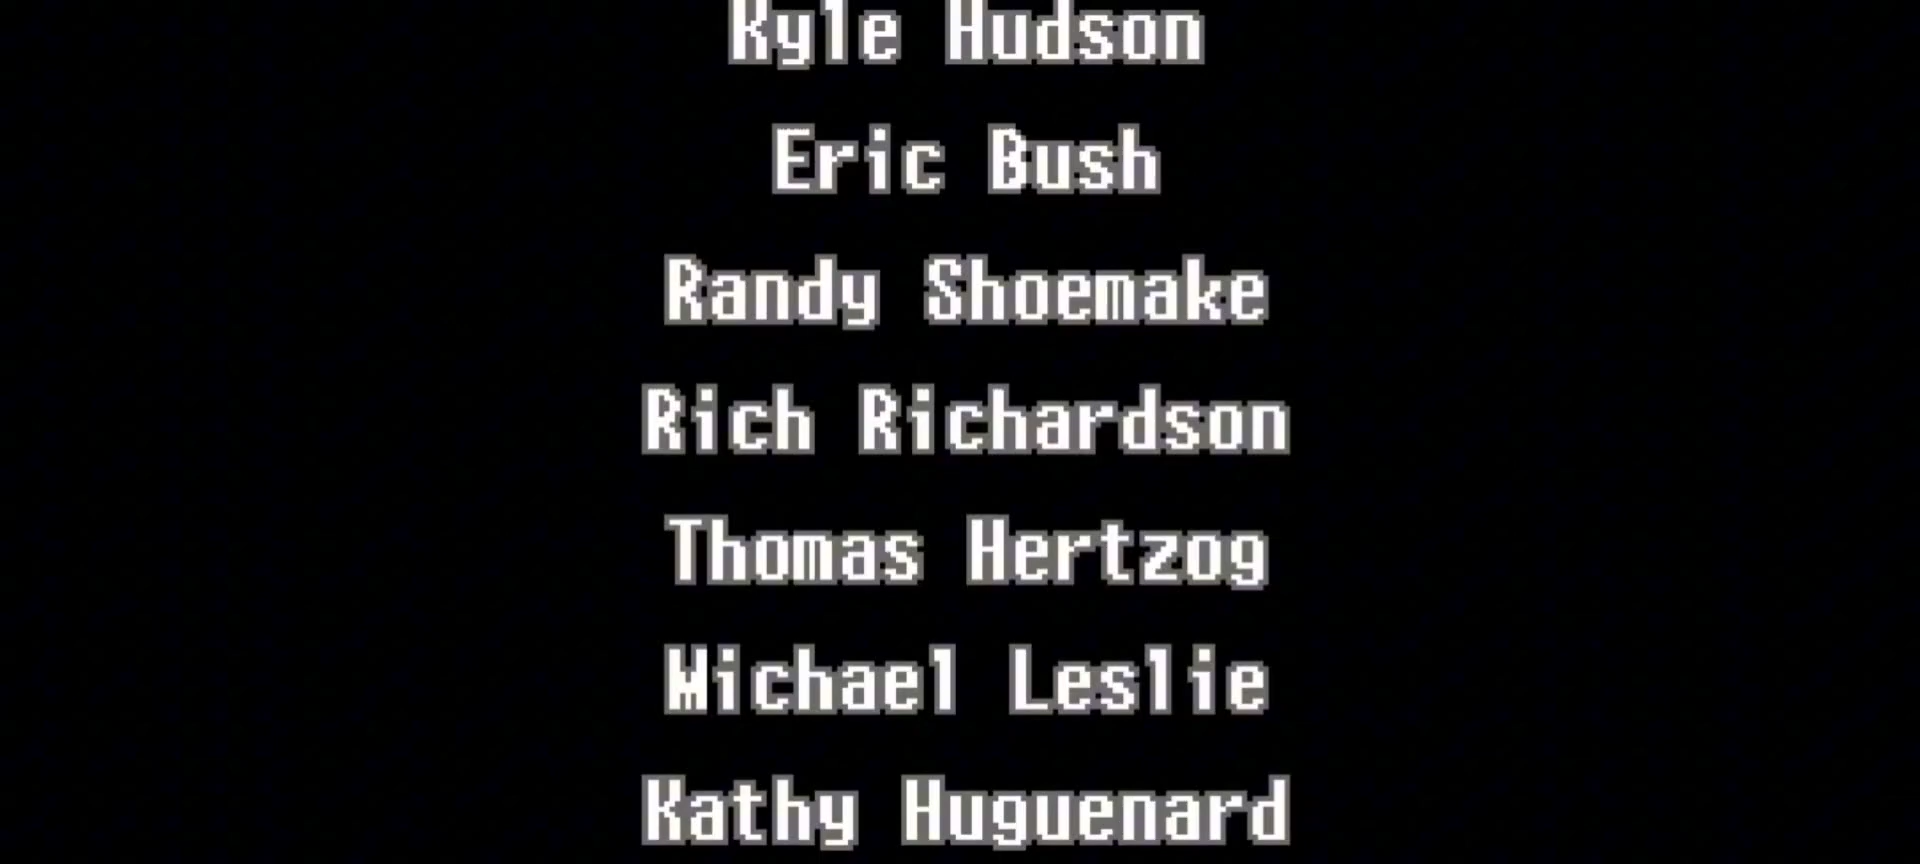 Kyle Hudson
Eric Bush
Randy Shoemake
Rich Richardson
Thomas Hertzog
Michael Leslie
Kathy Huguenard